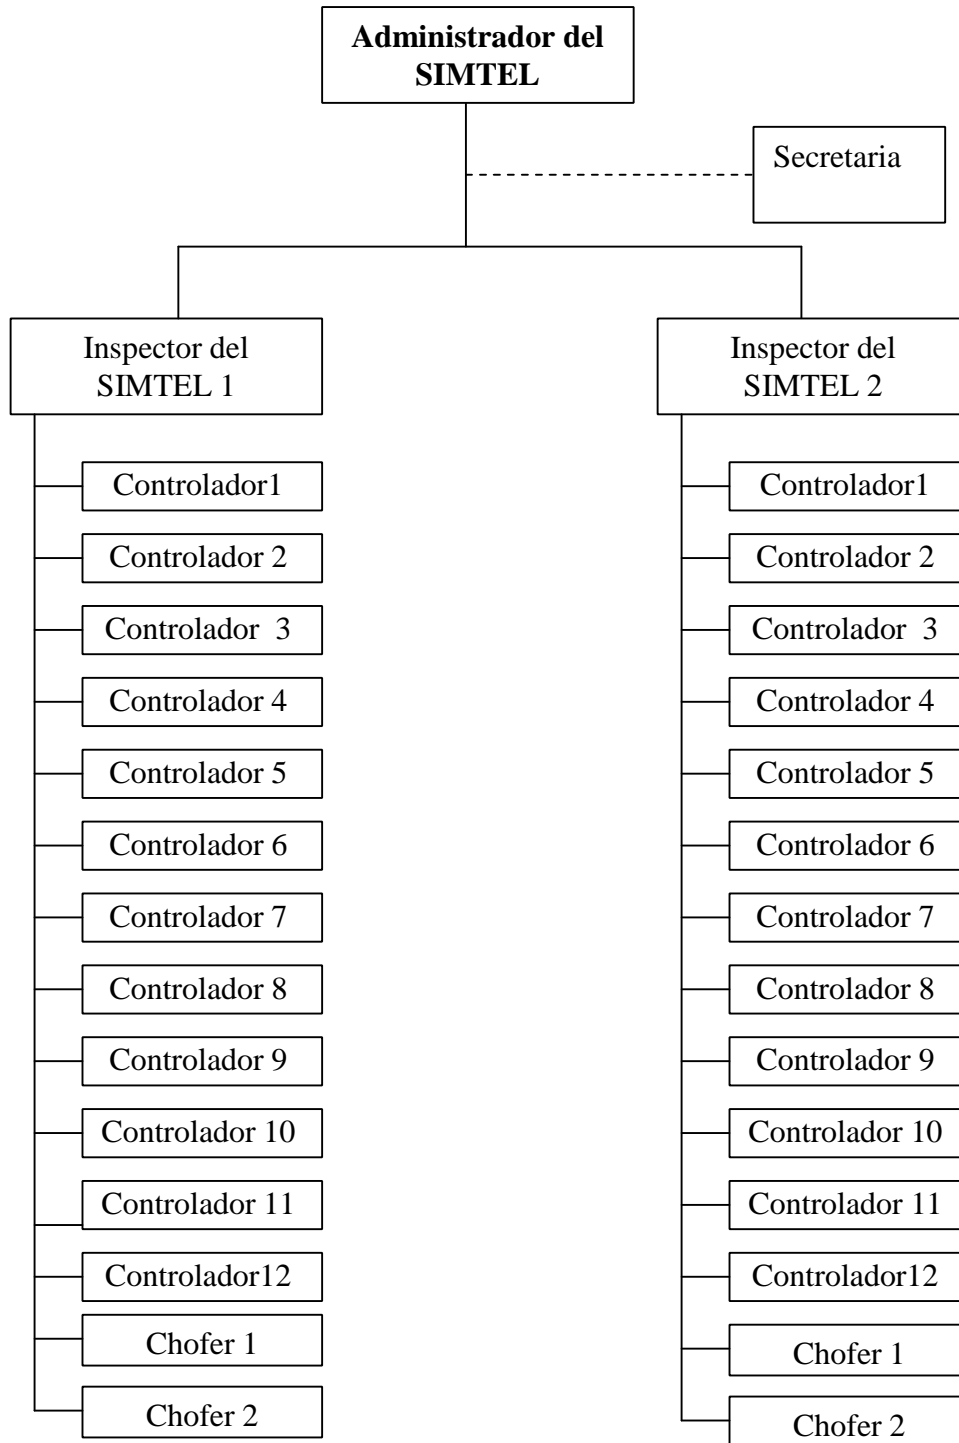 Administrador del
SIMTEL
Secretaria
Inspector del
SIMTEL 1
Controlador1
Controlador 2
Controlador  3
Controlador 4
Controlador 5
Controlador 6
Controlador 7
Controlador 8
Controlador 9
Controlador 10
Controlador 11
Controlador12
Chofer 1
Chofer 2
Inspector del
SIMTEL 2
Controlador1
Controlador 2
Controlador  3
Controlador 4
Controlador 5
Controlador 6
Controlador 7
Controlador 8
Controlador 9
Controlador 10
Controlador 11
Controlador12
Chofer 1
Chofer 2